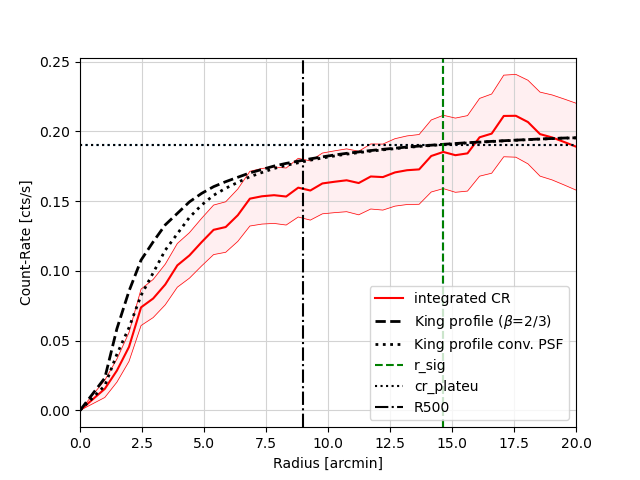 0.25
0.20
0.15
0.10
0.05
0.00
Count-Rate [cts/s]
integrated CR
King profile (β=2/3)
King profile conv. PSF
r_sig
cr_plateu
R500
0.0 2.5 5.0 7.5 10.0 12.5 15.0 17.5 20.0
Radius [arcmin]